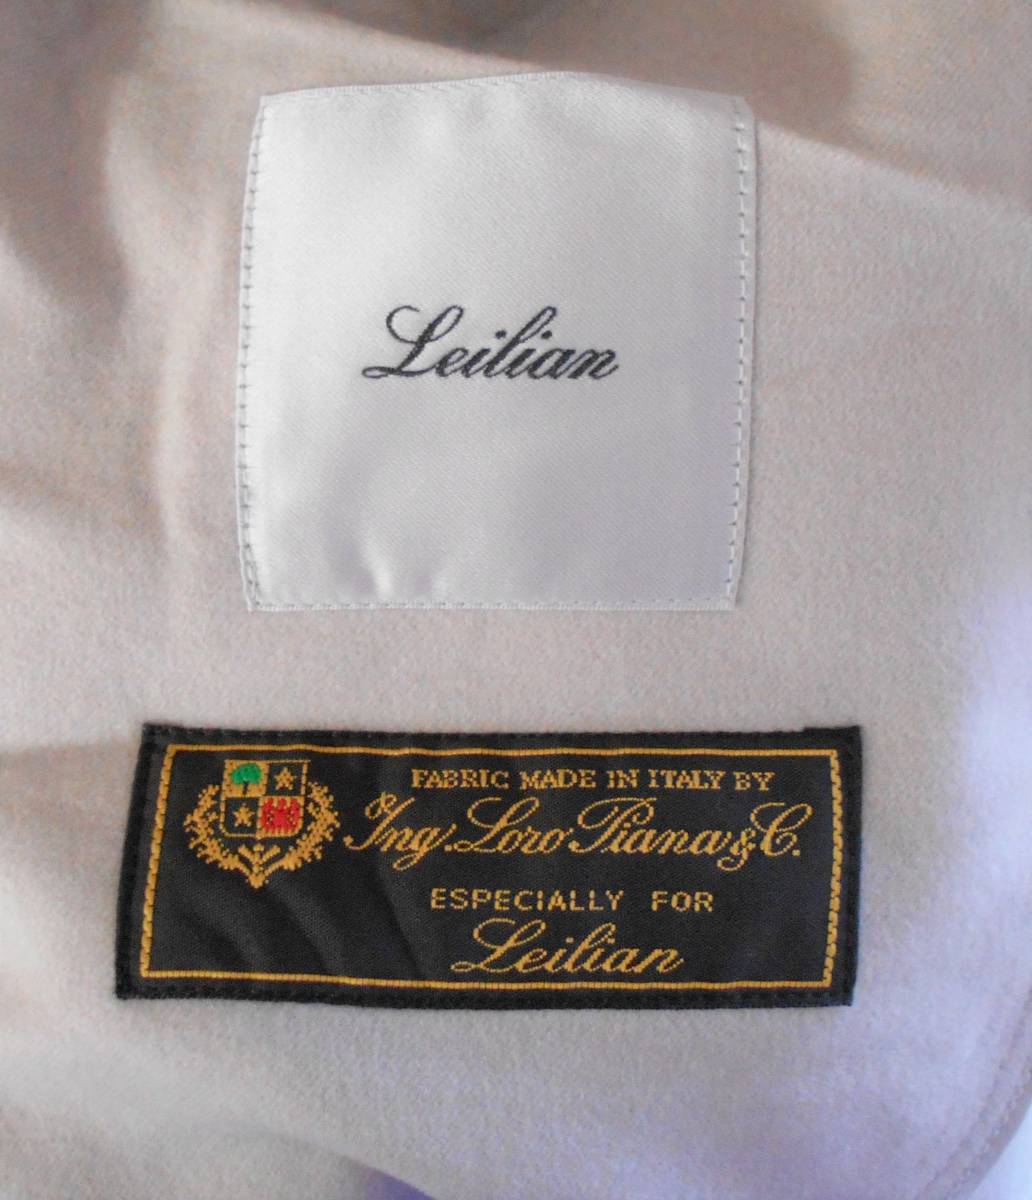 Leilian
FABRIC MADE IN ITALY BY
Ing. Loro Piana & C.
ESPECIALLY FOR
Leilian